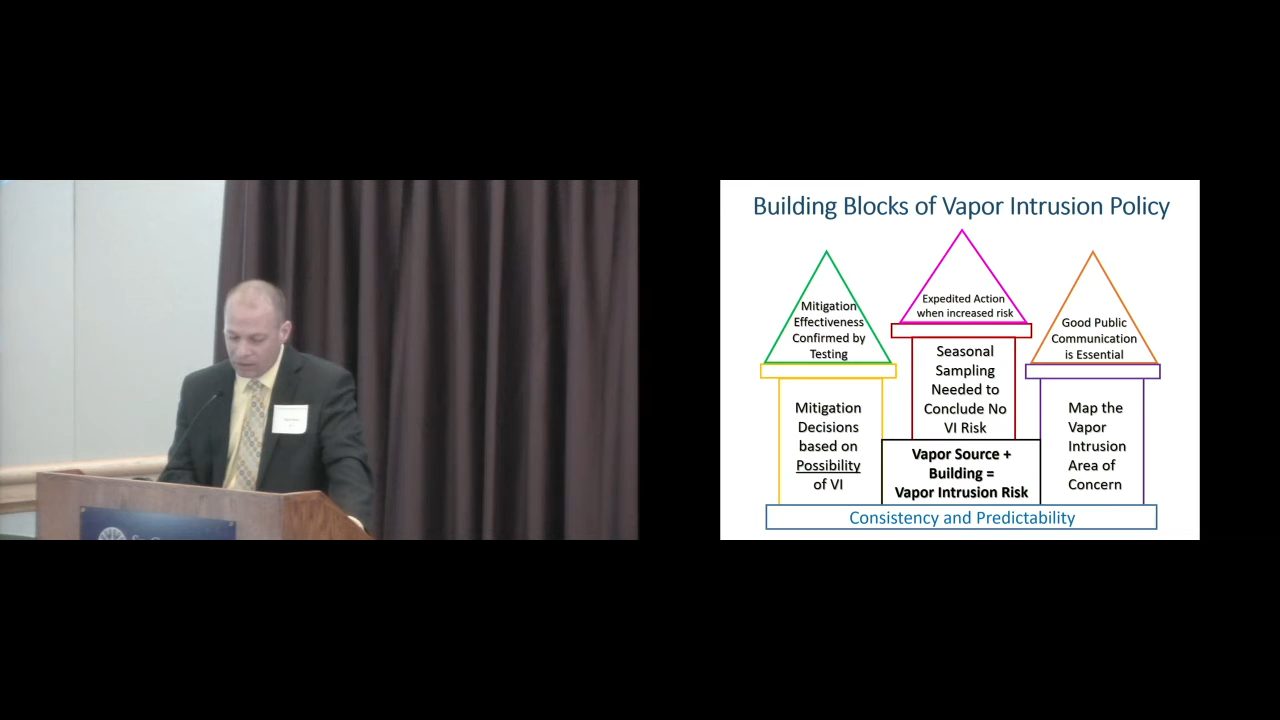 Building Blocks of Vapor Intrusion Policy
Mitigation
Effectiveness
Confirmed by
Testing
Expedited Action
when increased risk
Good Public
Communication
is Essential
Mitigation
Decisions
based on
Possibility
of VI
Seasonal
Sampling
Needed to
Conclude No
VI Risk
Map the
Vapor
Intrusion
Area of
Concern
Vapor Source +
Building =
Vapor Intrusion Risk
Consistency and Predictability